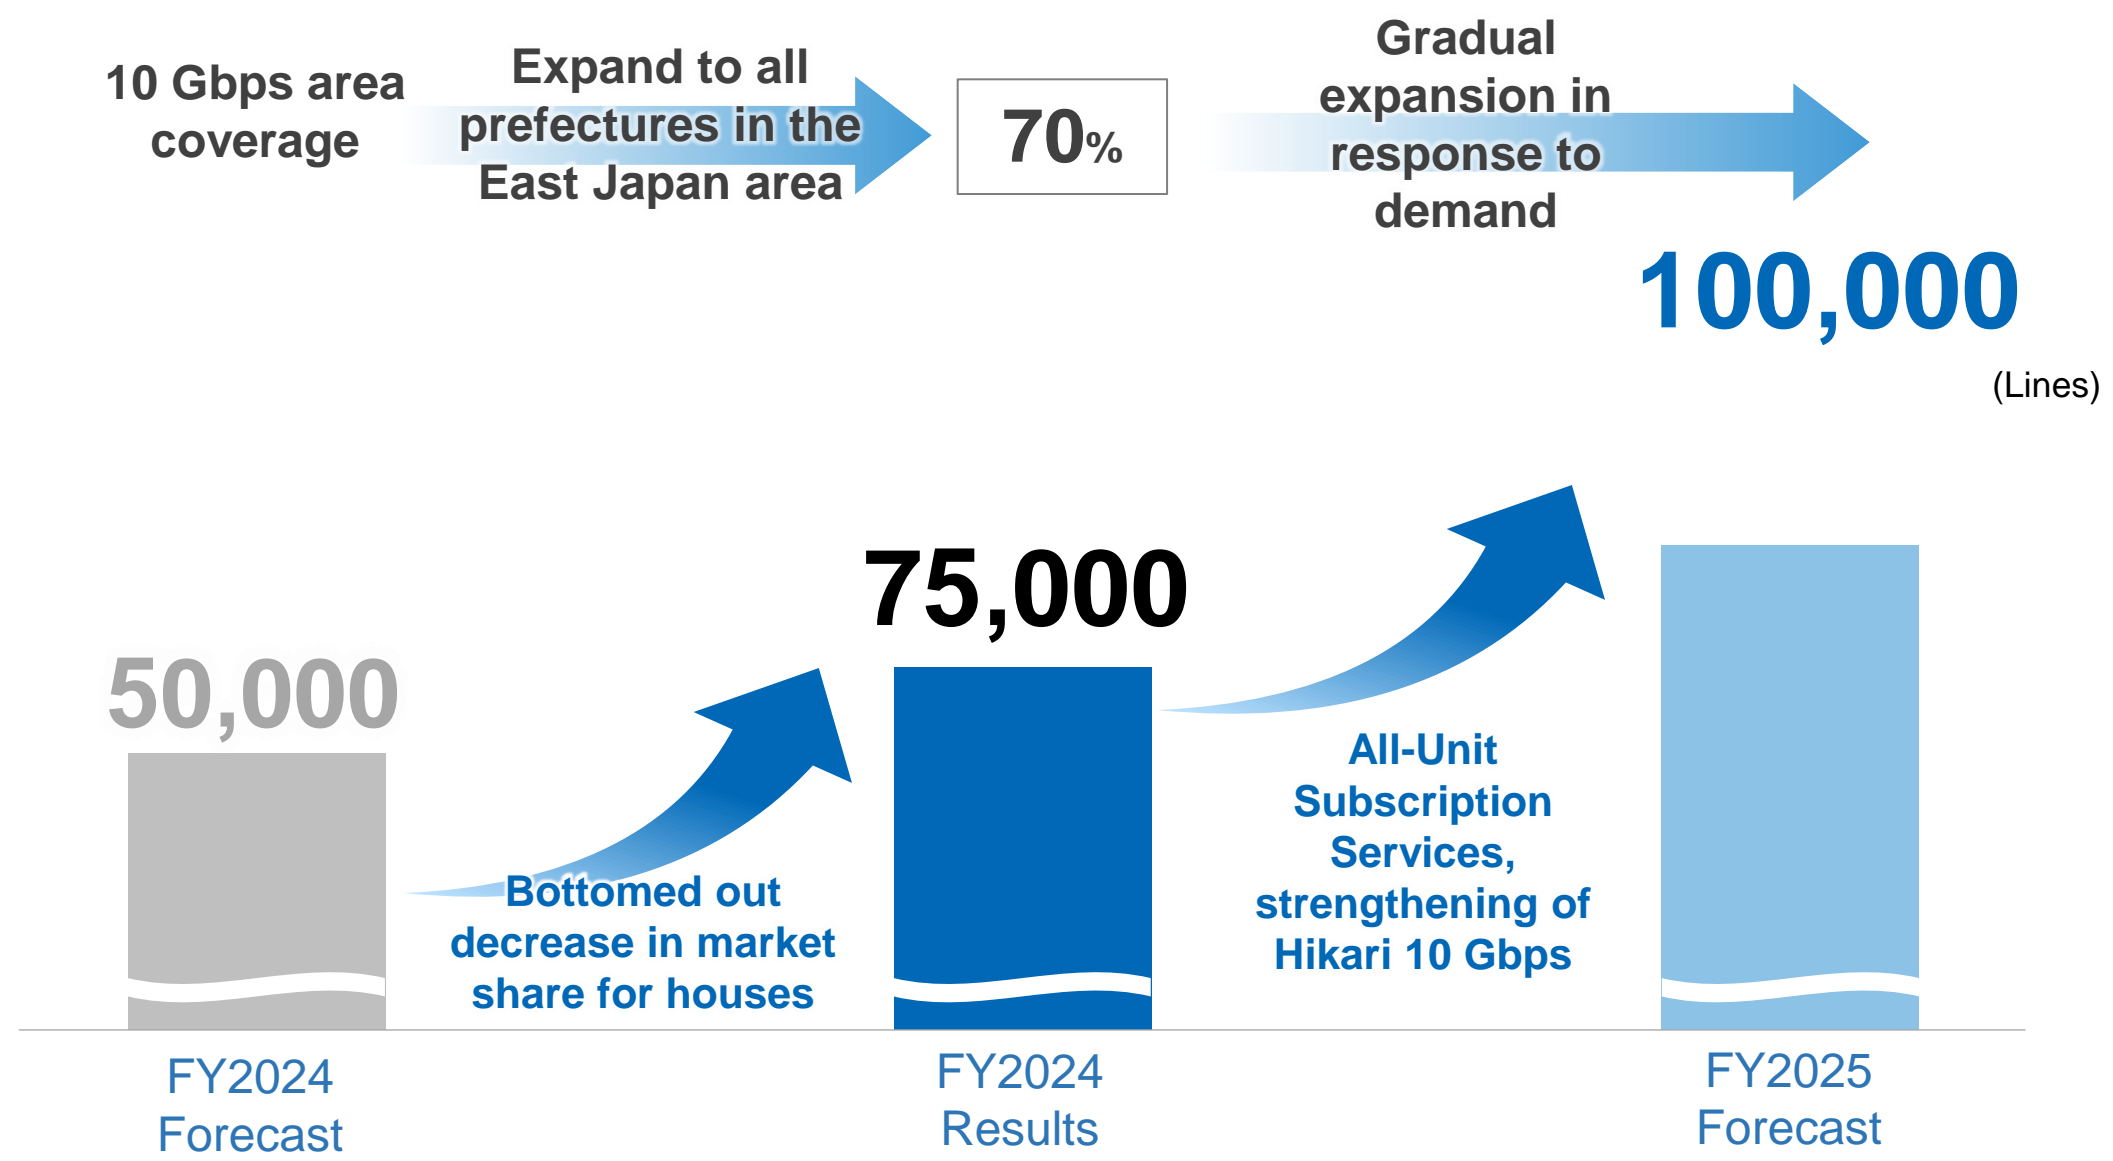 10 Gbps area
coverage
Expand to all
prefectures in the
East Japan area
70%
Gradual
expansion in
response to
demand
100,000
(Lines)
50,000
75,000
Bottomed out
decrease in market
share for houses
All-Unit
Subscription
Services,
strengthening of
Hikari 10 Gbps
FY2024
Forecast
FY2024
Results
FY2025
Forecast